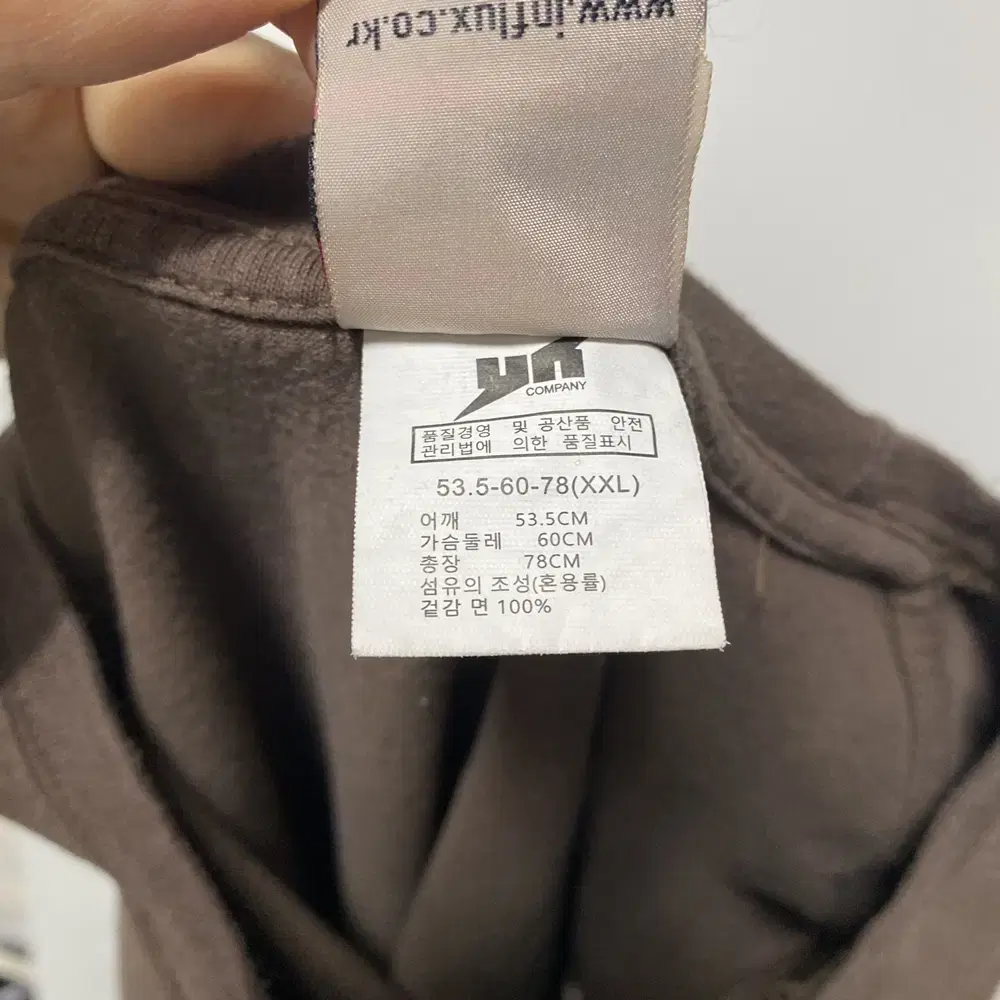 www.influx.co.kr
yn
COMPANY
품질경영 및 공산품 안전
관리법에 의한 품질표시
53.5-60-78(XXL)
어깨 53.5CM
가슴둘레 60CM
총장 78CM
섬유의 조성(혼용률)
겉감 면 100%